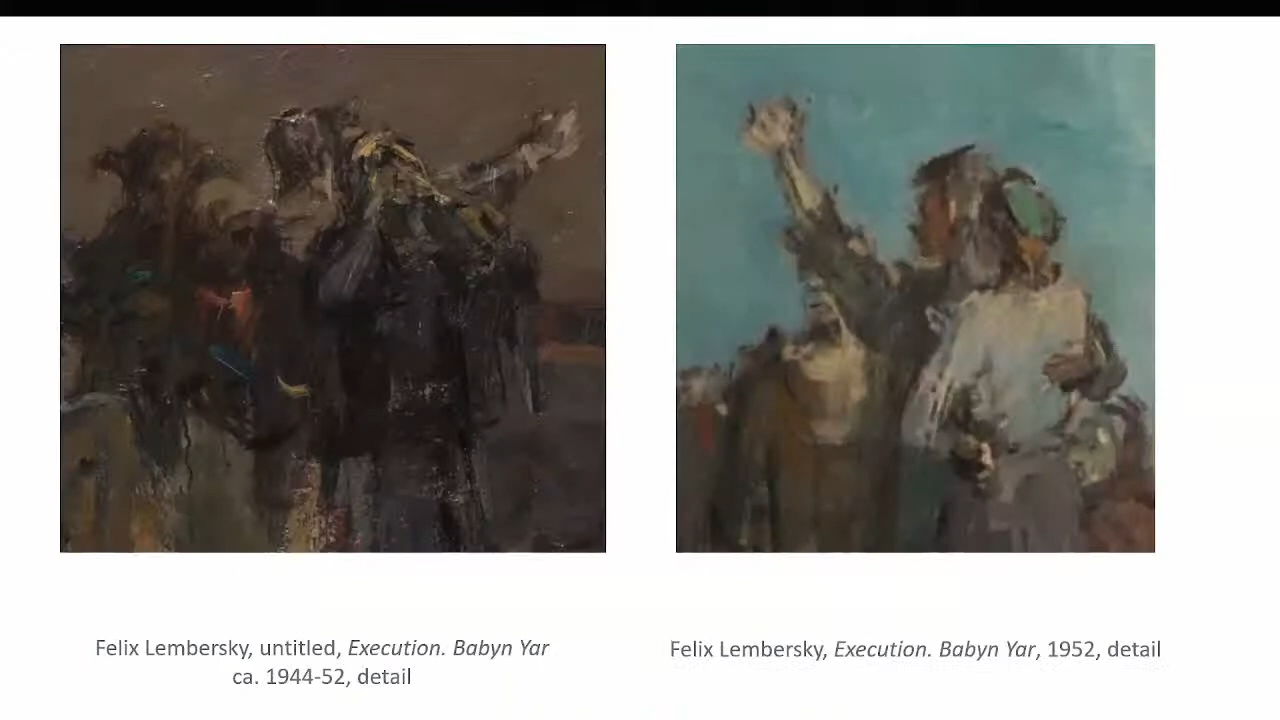 Felix Lembersky, untitled, Execution. Babyn Yar
ca. 1944-52, detail
Felix Lembersky, Execution. Babyn Yar, 1952, detail